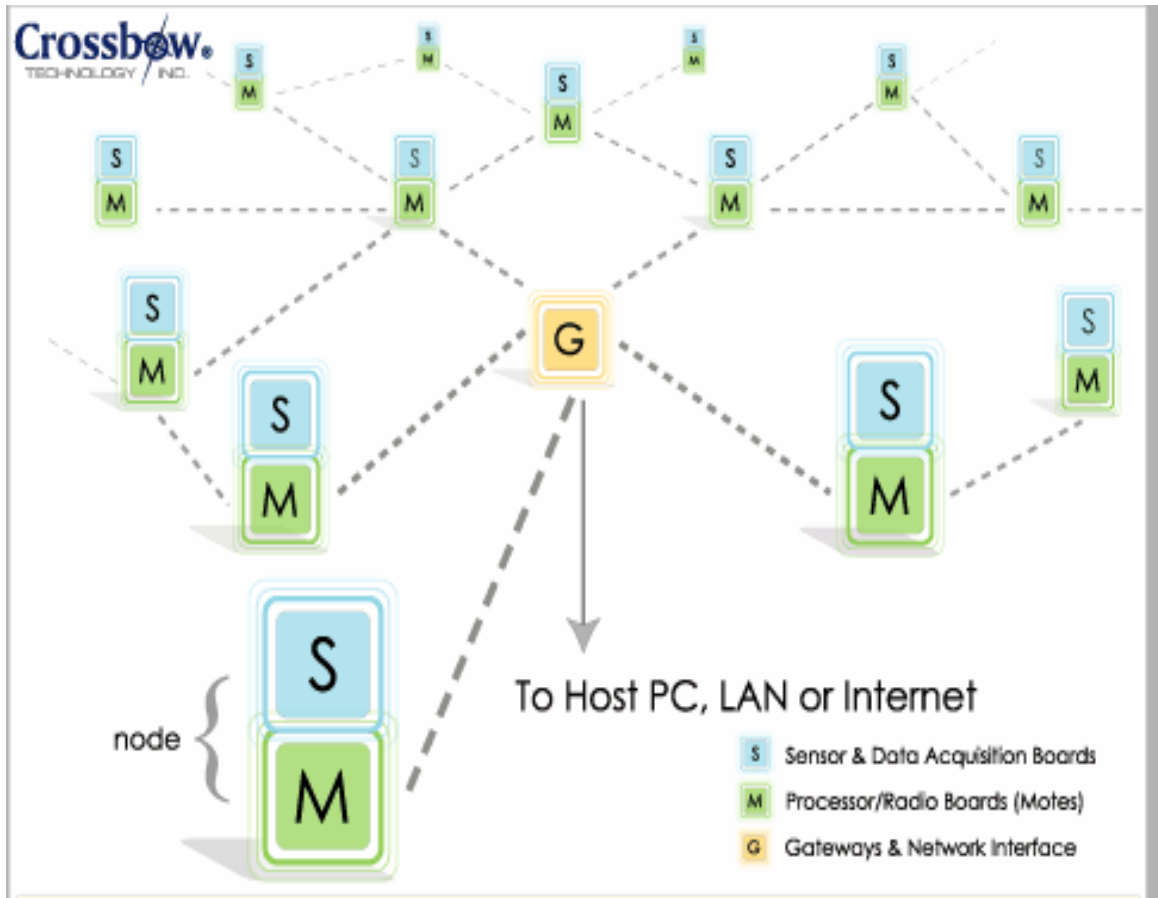 Crossbow®
TECHNOLOGY INC.
S
M
S
M
S
M
S
M
S
M
S
M
S
M
S
M
S
M
S
M
G
S
M
S
M
S
M
S
M
node
To Host PC, LAN or Internet
S Sensor & Data Acquisition Boards
M Processor/Radio Boards (Motes)
G Gateways & Network Interface